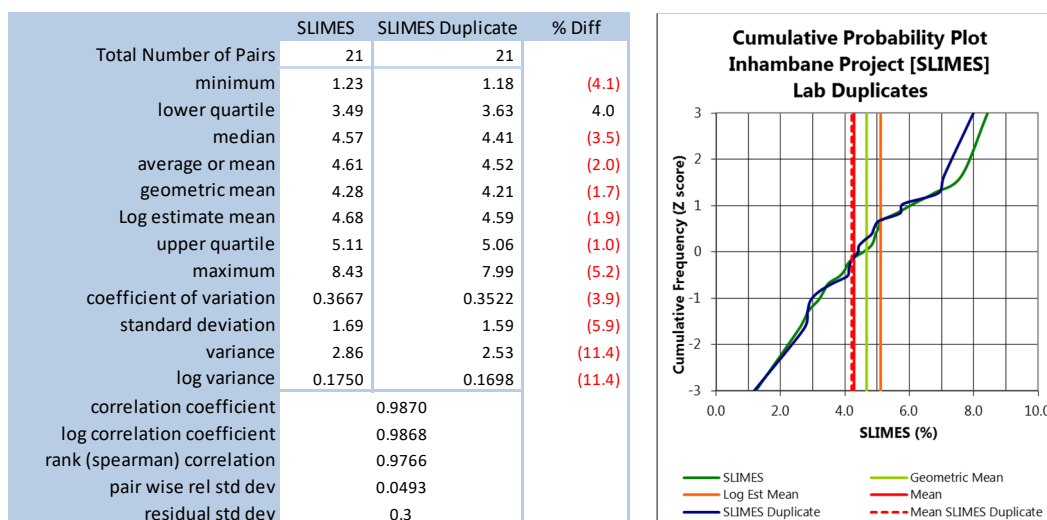 SLIMES SLIMES Duplicate % Diff
Total Number of Pairs 21 21
minimum 1.23 1.18 (4.1)
lower quartile 3.49 3.63 4.0
median 4.57 4.41 (3.5)
average or mean 4.61 4.52 (2.0)
geometric mean 4.28 4.21 (1.7)
Log estimate mean 4.68 4.59 (1.9)
upper quartile 5.11 5.06 (1.0)
maximum 8.43 7.99 (5.2)
coefficient of variation 0.3667 0.3522 (3.9)
standard deviation 1.69 1.59 (5.9)
variance 2.86 2.53 (11.4)
log variance 0.1750 0.1698 (11.4)
correlation coefficient 0.9870
log correlation coefficient 0.9868
rank (spearman) correlation 0.9766
pair wise rel std dev 0.0493
residual std dev 0.3
Cumulative Probability Plot
Inhambane Project [SLIMES]
Lab Duplicates
Cumulative Frequency (Z score)
3
2
1
0
-1
-2
-3
0.0 2.0 4.0 6.0 8.0 10.0
SLIMES (%)
SLIMES Geometric Mean
Log Est Mean Mean
SLIMES Duplicate Mean SLIMES Duplicate